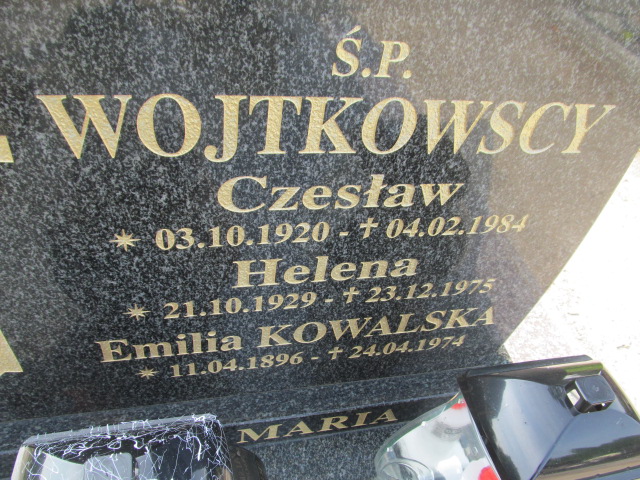 Ś.P.
WOJTKOWSCY
Czesław
* 03.10.1920 - † 04.02.1984
Helena
* 21.10.1929 - † 23.12.1975
Emilia KOWALSKA
* 11.04.1896 - † 24.04.1974
MARIA